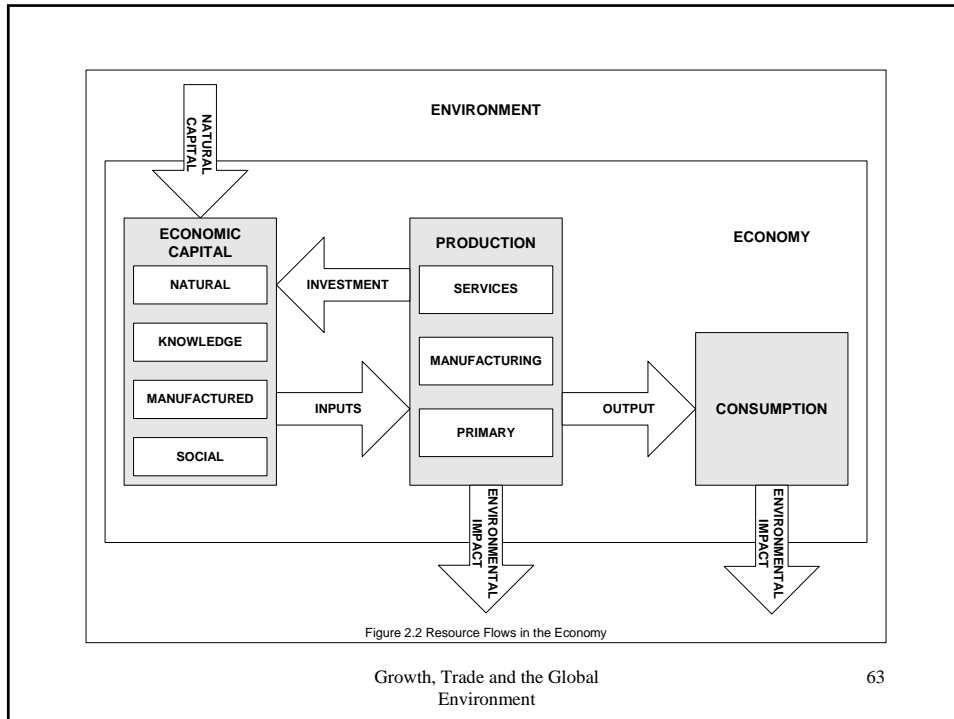 ENVIRONMENT
NATURAL
CAPITAL
ECONOMY
ECONOMIC
CAPITAL
NATURAL
KNOWLEDGE
MANUFACTURED
SOCIAL
INVESTMENT
INPUTS
PRODUCTION
SERVICES
MANUFACTURING
PRIMARY
OUTPUT
CONSUMPTION
ENVIRONMENTAL
IMPACT
ENVIRONMENTAL
IMPACT
Figure 2.2 Resource Flows in the Economy
Growth, Trade and the Global
Environment
63